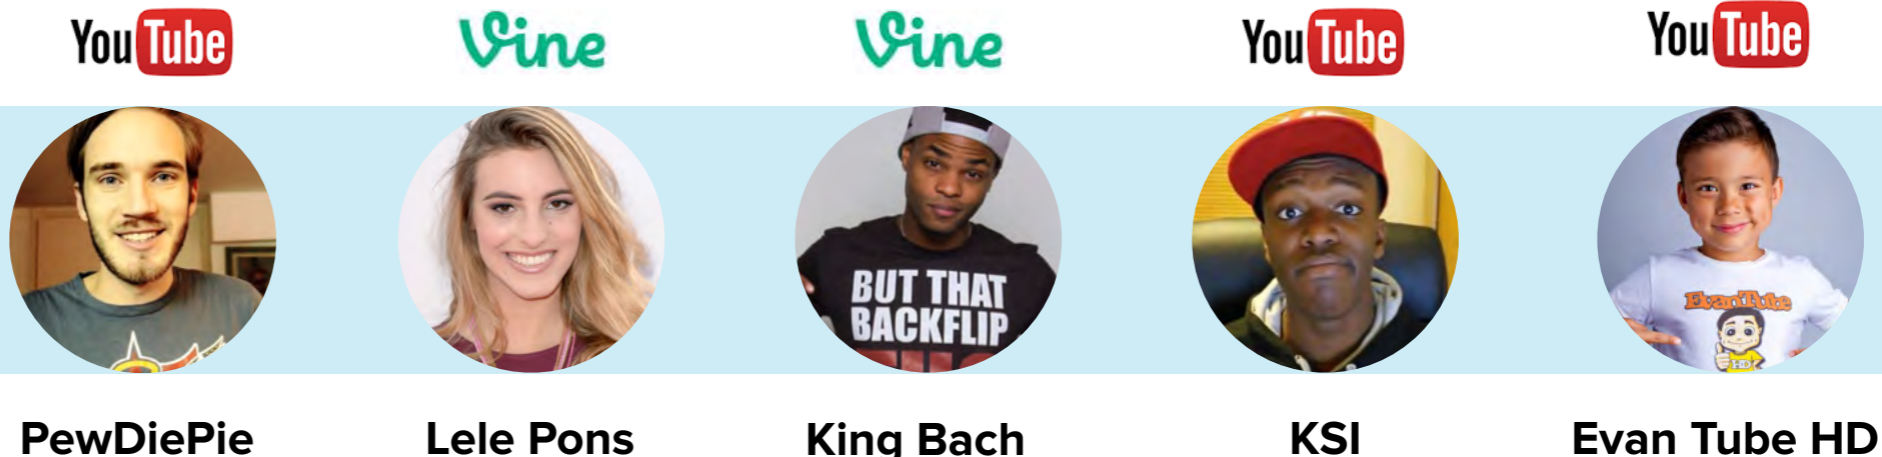 YouTube
Vine
Vine
YouTube
YouTube
BUT THAT
BACKFLIP
EvanTube
HD
PewDiePie
Lele Pons
King Bach
KSI
Evan Tube HD